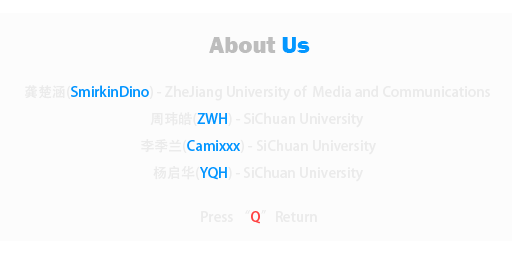 About Us
龚楚涵(SmirkinDino) - ZheJiang University of Media and Communications
周玮皓(ZWH) - SiChuan University
李季兰(Camixxx) - SiChuan University
杨启华(YQH) - SiChuan University
Press Q Return